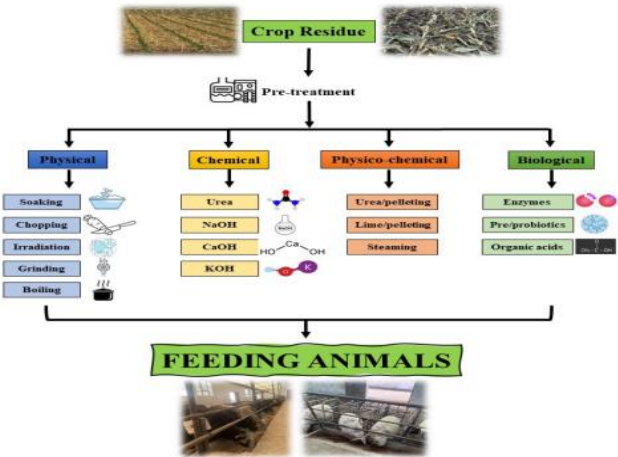 Crop Residue
Pre-treatment
Physical
Chemical
Physico-chemical
Biological
Soaking
Chopping
Irradiation
Grinding
Boiling
Urea
NaOH
NaOH
CaOH
HO Ca OH
KOH
O K
Urea/pelleting
Lime/pelleting
Steaming
Enzymes
Pre/probiotics
Organic acids
FEEDING ANIMALS